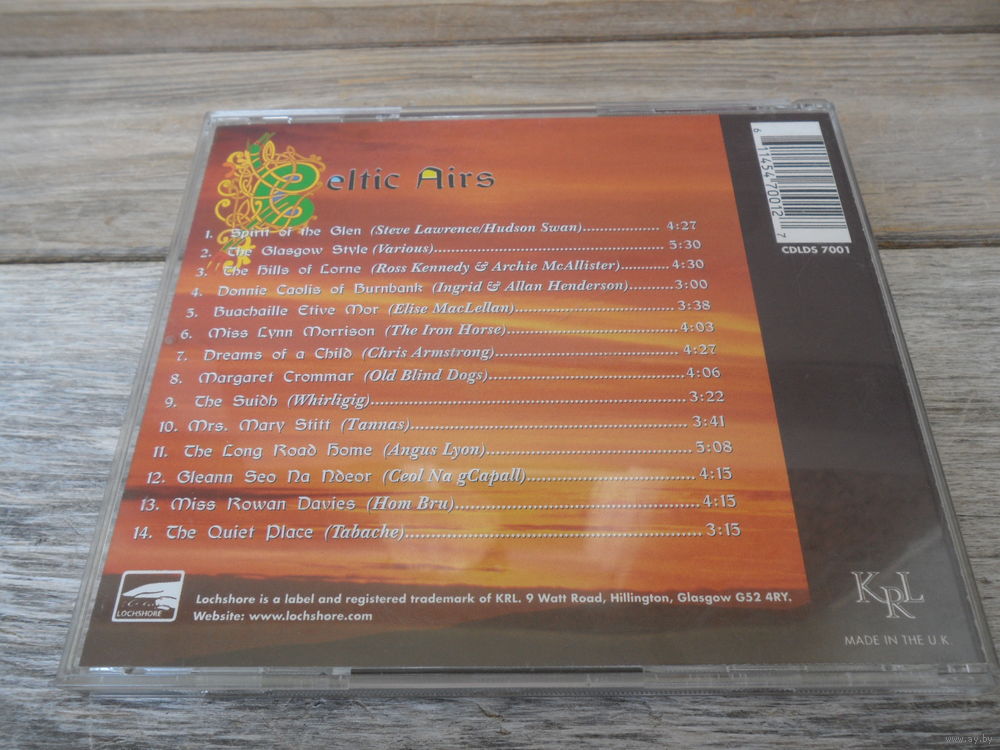 Celtic Airs
1. Spirit of the Glen (Steve Lawrence/Hudson Swan)................. 4:27
2. The Glasgow Style (Various)................. 5:30
3. The Hills of Lorne (Ross Kennedy & Archie McAllister)............ 4:30
4. Donnie Caolis of Burnbank (Ingrid & Allan Henderson)........... 3:00
5. Buachaille Etive Mor (Elise MacLellan)................. 3:38
6. Miss Lynn Morrison (The Iron Horse)................. 4:03
7. Dreams of a Child (Chris Armstrong)................. 4:27
8. Margaret Crommar (Old Blind Dogs)................. 4:06
9. The Suidh (Whirligig)................. 3:22
10. Mrs. Mary Stitt (Tannas)................. 3:41
11. The Long Road Home (Angus Lyon)................. 5:08
12. Gleann Seo Na Ndeor (Ceol Na gCapall)................. 4:15
13. Miss Rowan Davies (Hom Bru)................. 4:15
14. The Quiet Place (Tabache)................. 3:15
LOCHSHORE
Lochshore is a label and registered trademark of KRL. 9 Watt Road, Hillington, Glasgow G52 4RY.
Website: www.lochshore.com
6 11454 70012 7
CDLDS 7001
KRL
MADE IN THE U.K.
www.ay.by